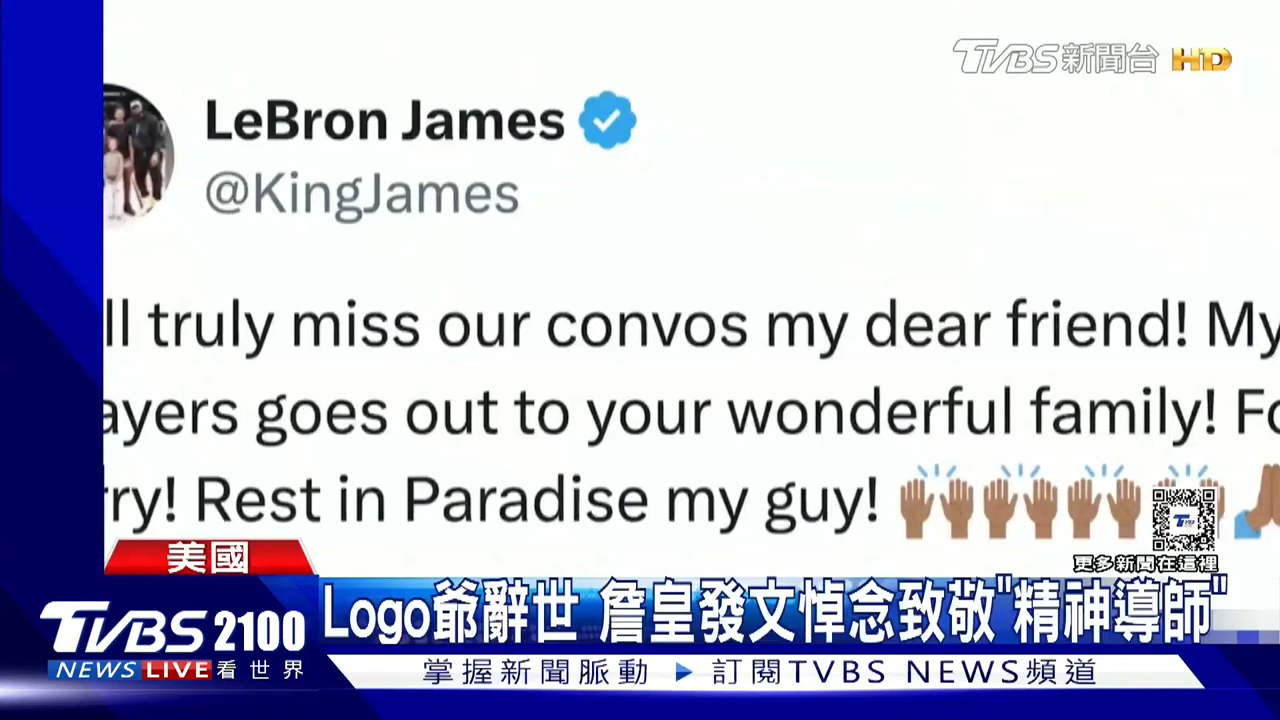 TVBS新聞台 HD
LeBron James
@KingJames
ll truly miss our convos my dear friend! My
ayers goes out to your wonderful family! Fo
rry! Rest in Paradise my guy! 🙌🏾🙌🏾🙌🏾🙌🏾
TVBS
更多新聞在這裡
美國
Logo爺辭世 詹皇發文悼念致敬"精神導師"
TVBS 2100
NEWS LIVE 看世界
掌握新聞脈動 ▶ 訂閱TVBS NEWS頻道